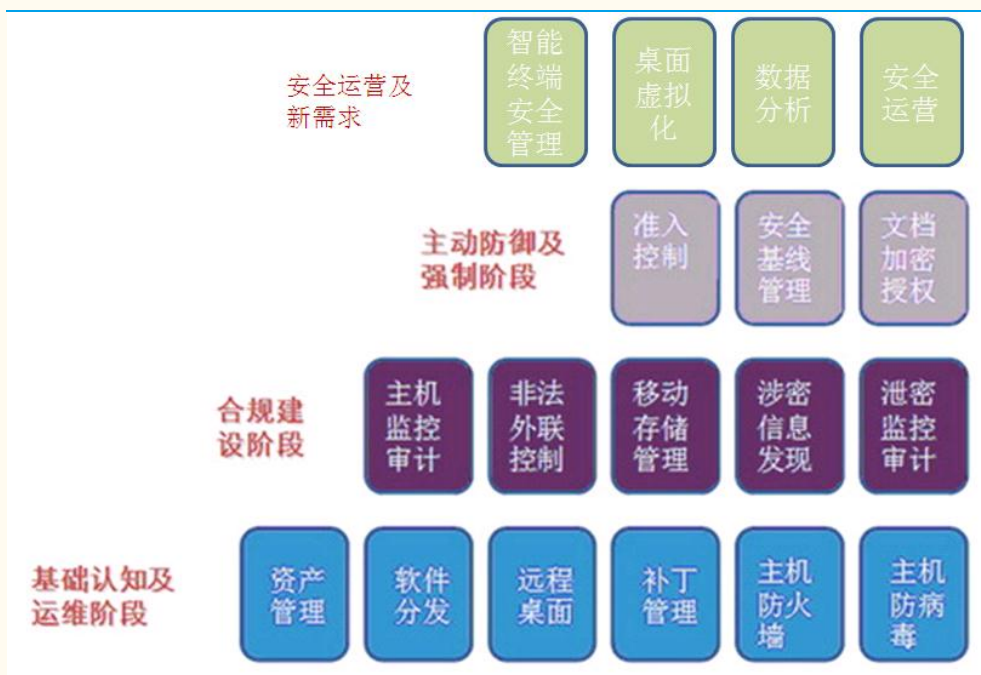 安全运营及
新需求
智能
终端
安全
管理
桌面
虚拟
化
数据
分析
安全
运营
主动防御及
强制阶段
准入
控制
安全
基线
管理
文档
加密
授权
合规建
设阶段
主机
监控
审计
非法
外联
控制
移动
存储
管理
涉密
信息
发现
泄密
监控
审计
基础认知及
运维阶段
资产
管理
软件
分发
远程
桌面
补丁
管理
主机
防火
墙
主机
防病
毒